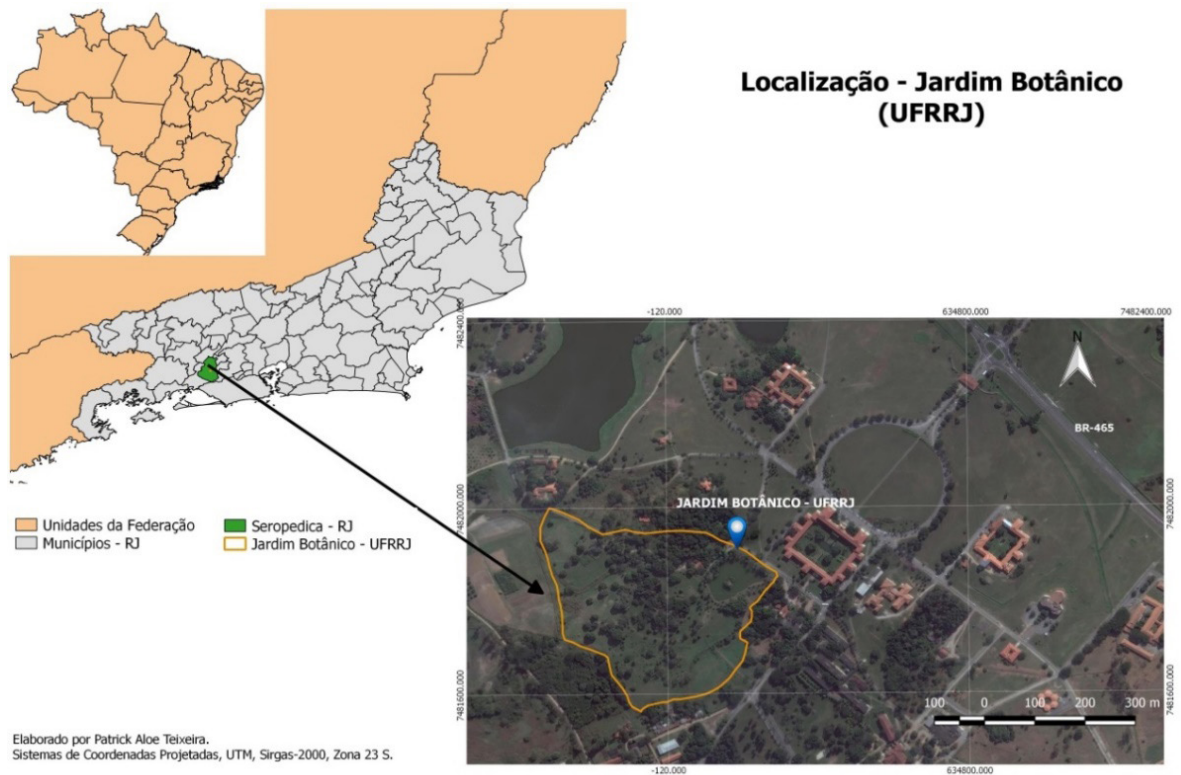 Localização - Jardim Botânico
(UFRRJ)
-120.000
634800.000
7482400.000
7482400.000
N
BR-465
JARDIM BOTÂNICO - UFRRJ
7482000.000
7482000.000
Unidades da Federação
Seropedica - RJ
Municípios - RJ
Jardim Botânico - UFRRJ
7481600.000
7481600.000
100 0 100 200 300 m
Elaborado por Patrick Aloe Teixeira.
Sistemas de Coordenadas Projetadas, UTM, Sirgas-2000, Zona 23 S.
-120.000
634800.000